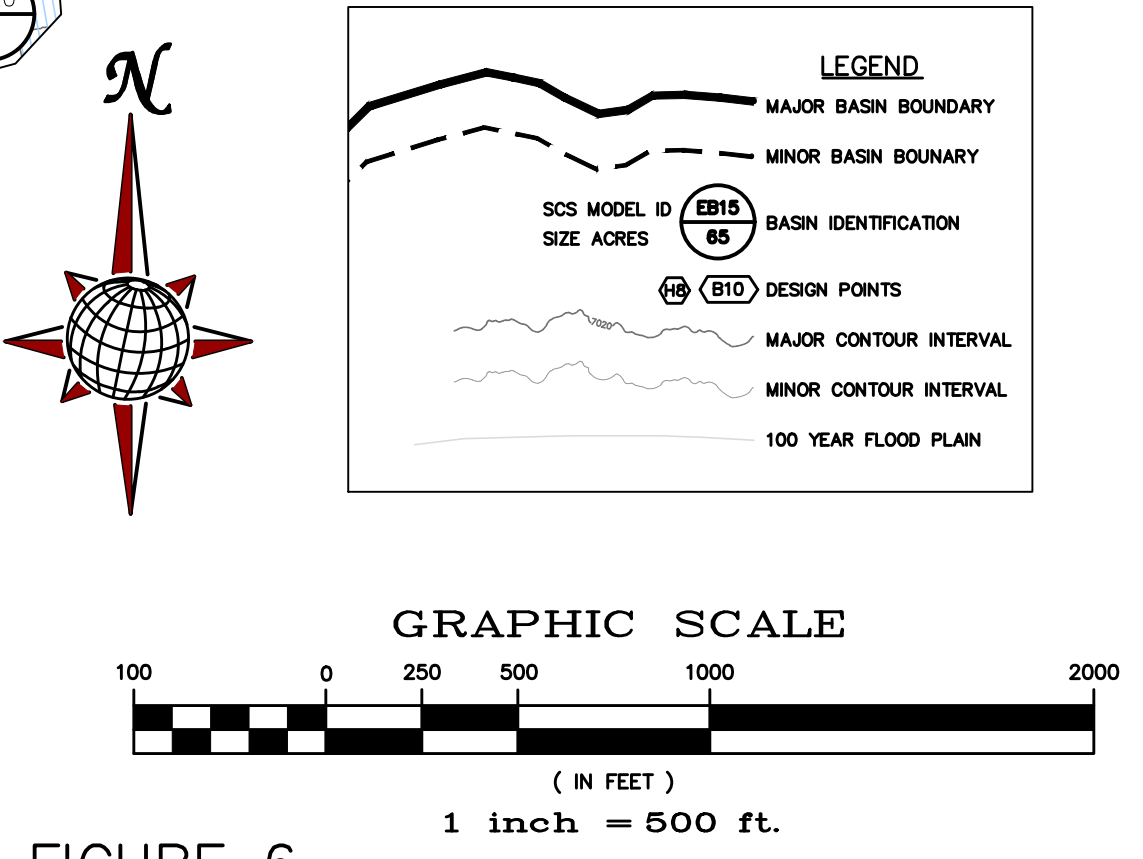 N
LEGEND
MAJOR BASIN BOUNDARY
MINOR BASIN BOUNARY
SCS MODEL ID EB15
SIZE ACRES 65
BASIN IDENTIFICATION
H8 B10 DESIGN POINTS
7020
MAJOR CONTOUR INTERVAL
MINOR CONTOUR INTERVAL
100 YEAR FLOOD PLAIN
GRAPHIC SCALE
100 0 250 500 1000 2000
( IN FEET )
1 inch = 500 ft.
FIGURE 6